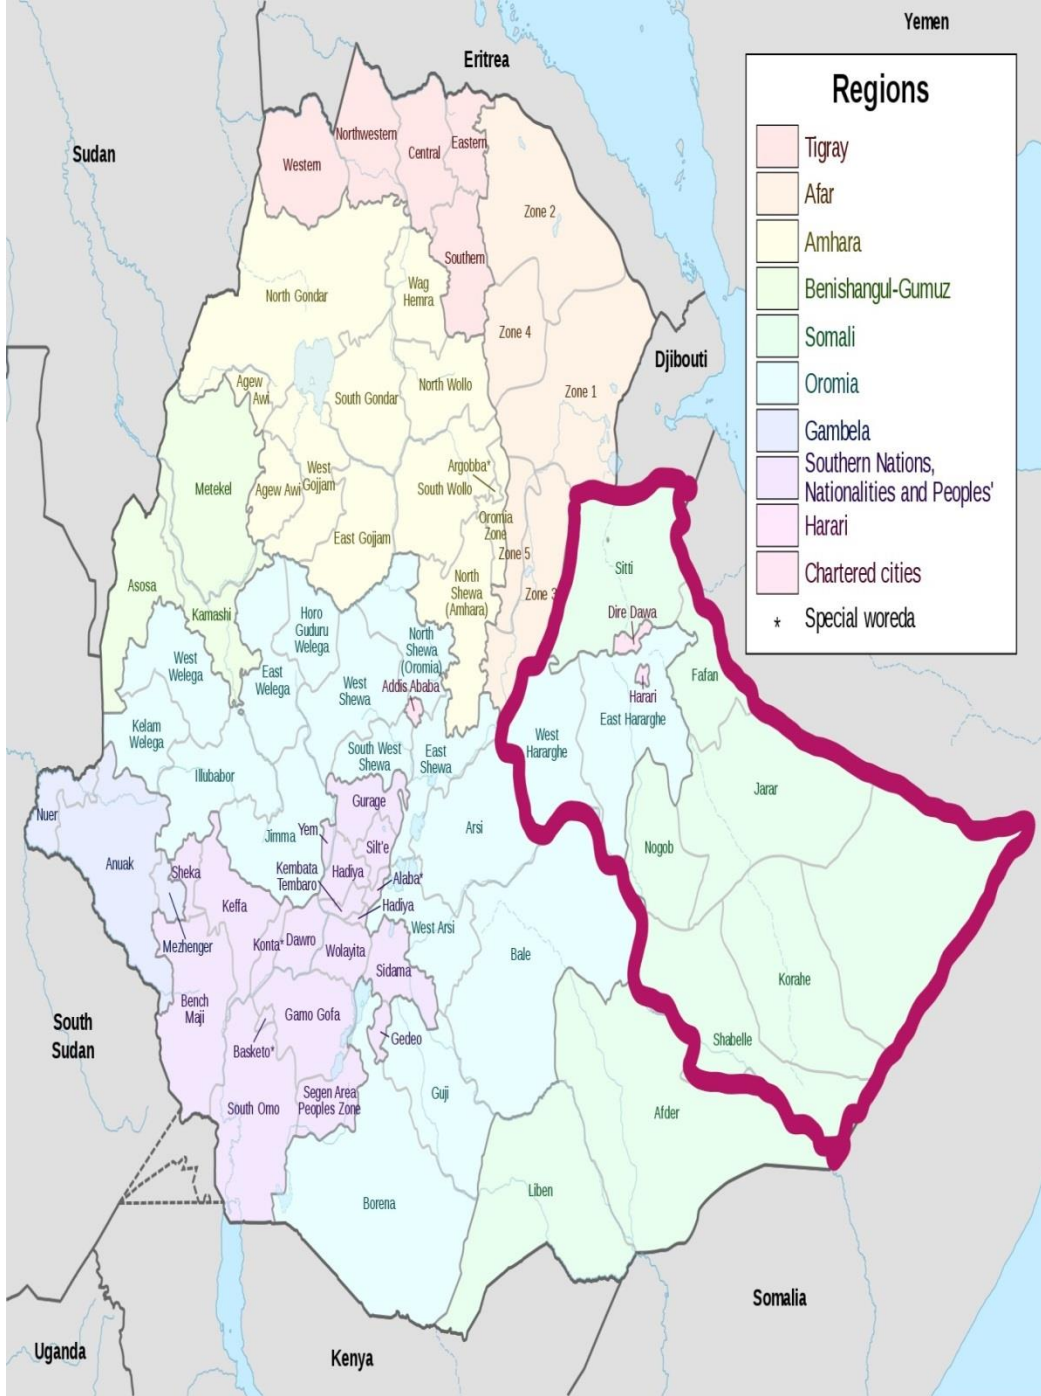 Yemen
Eritrea
Sudan
Regions
Tigray
Afar
Amhara
Benishangul-Gumuz
Somali
Oromia
Gambela
Southern Nations,
Nationalities and Peoples'
Harari
Chartered cities
* Special woreda
Northwestern
Western
Central
Eastern
Zone 2
Southern
North Gondar
Wag
Hemra
Zone 4
Djibouti
Agew
Awi
South Gondar
North Wollo
Zone 1
Metekel
Agew Awi
West
Gojjam
Argobba*
South Wollo
Oromia
Zone
East Gojjam
Zone 5
Zone 3
North
Shewa
(Amhara)
Sitti
Asosa
Kamashi
Horo
Guduru
Welega
North
Shewa
(Oromia)
Dire Dawa
West
Welega
East
Welega
West
Shewa
Addis Ababa
Fafan
Harari
East Hararghe
Kelam
Welega
South West
Shewa
East
Shewa
West
Hararghe
Illubabor
Jarar
Nuer
Gurage
Anuak
Jimma
Yem
Arsi
Silt'e
Nogob
Sheka
Kembata
Tembaro
Hadiya
Alaba*
Keffa
Hadiya
Mezhenger
Konta*
Dawro
Wolayita
West Arsi
Bale
Sidama
Korahe
Bench
Maji
Gamo Gofa
South
Sudan
Basketo*
Gedeo
Shabelle
Segen Area
Peoples Zone
South Omo
Guji
Afder
Borena
Liben
Somalia
Uganda
Kenya